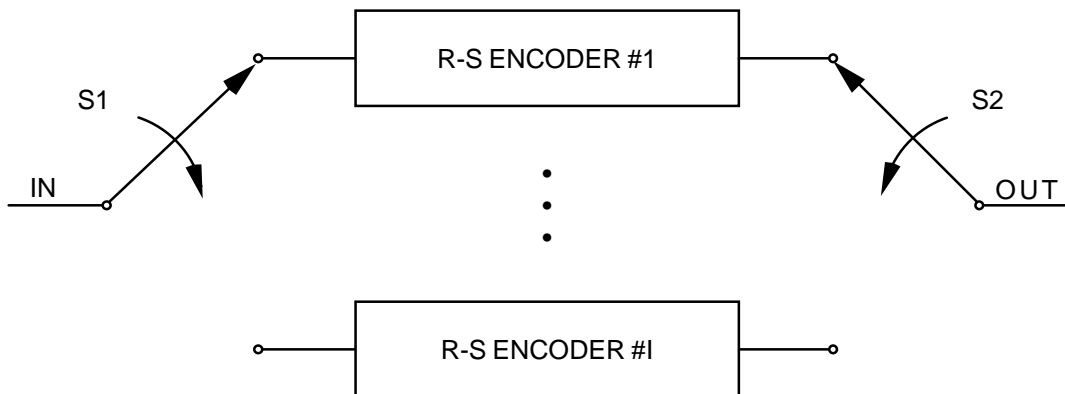 R-S ENCODER #1
S1
S2
IN
OUT
R-S ENCODER #I